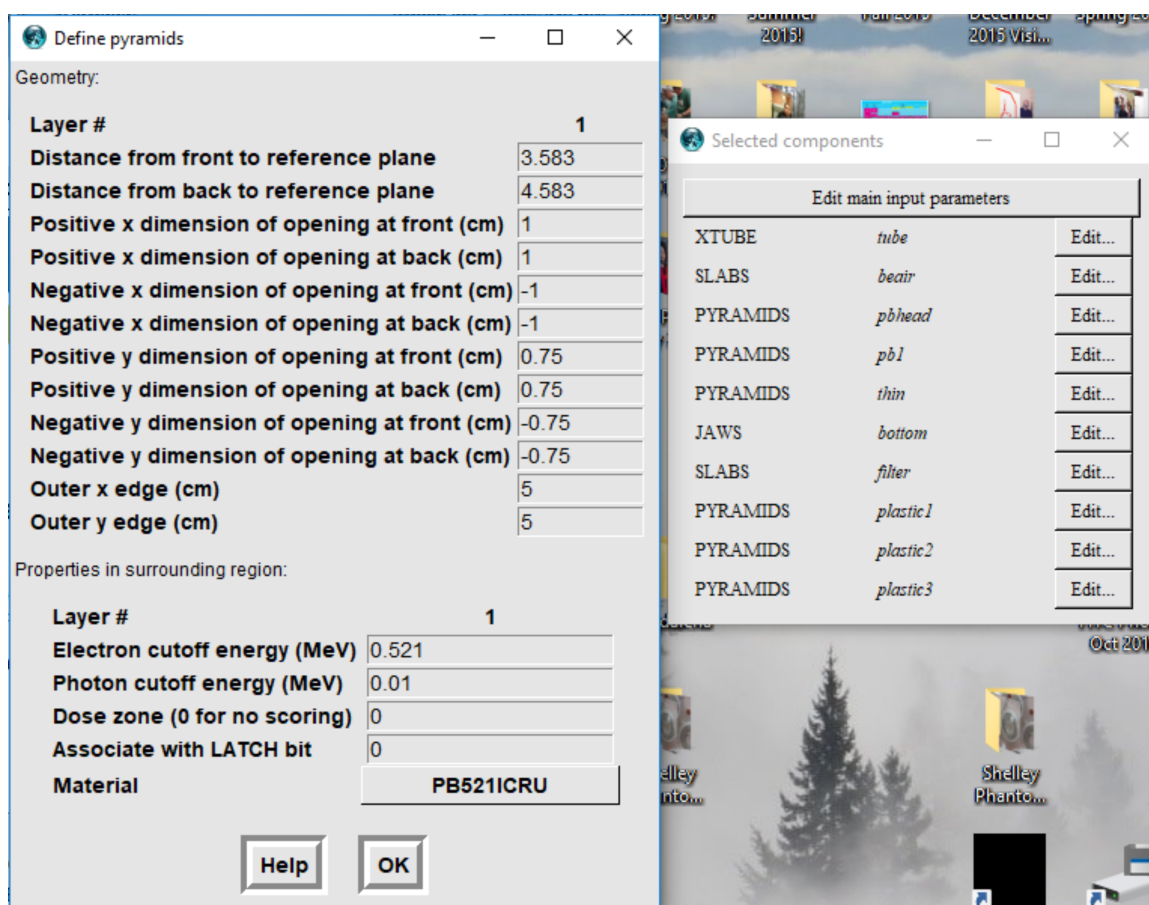 Define pyramids
Geometry:
Layer # 1
Distance from front to reference plane 3.583
Distance from back to reference plane 4.583
Positive x dimension of opening at front (cm) 1
Positive x dimension of opening at back (cm) 1
Negative x dimension of opening at front (cm) -1
Negative x dimension of opening at back (cm) -1
Positive y dimension of opening at front (cm) 0.75
Positive y dimension of opening at back (cm) 0.75
Negative y dimension of opening at front (cm) -0.75
Negative y dimension of opening at back (cm) -0.75
Outer x edge (cm) 5
Outer y edge (cm) 5
Properties in surrounding region:
Layer # 1
Electron cutoff energy (MeV) 0.521
Photon cutoff energy (MeV) 0.01
Dose zone (0 for no scoring) 0
Associate with LATCH bit 0
Material PB521ICRU
Help OK
2015! 2015 Visi...
Selected components
Edit main input parameters
XTUBE tube Edit...
SLABS beair Edit...
PYRAMIDS pbhead Edit...
PYRAMIDS pb1 Edit...
PYRAMIDS thin Edit...
JAWS bottom Edit...
SLABS filter Edit...
PYRAMIDS plastic1 Edit...
PYRAMIDS plastic2 Edit...
PYRAMIDS plastic3 Edit...
Oct 201
Shelley
Phanto...